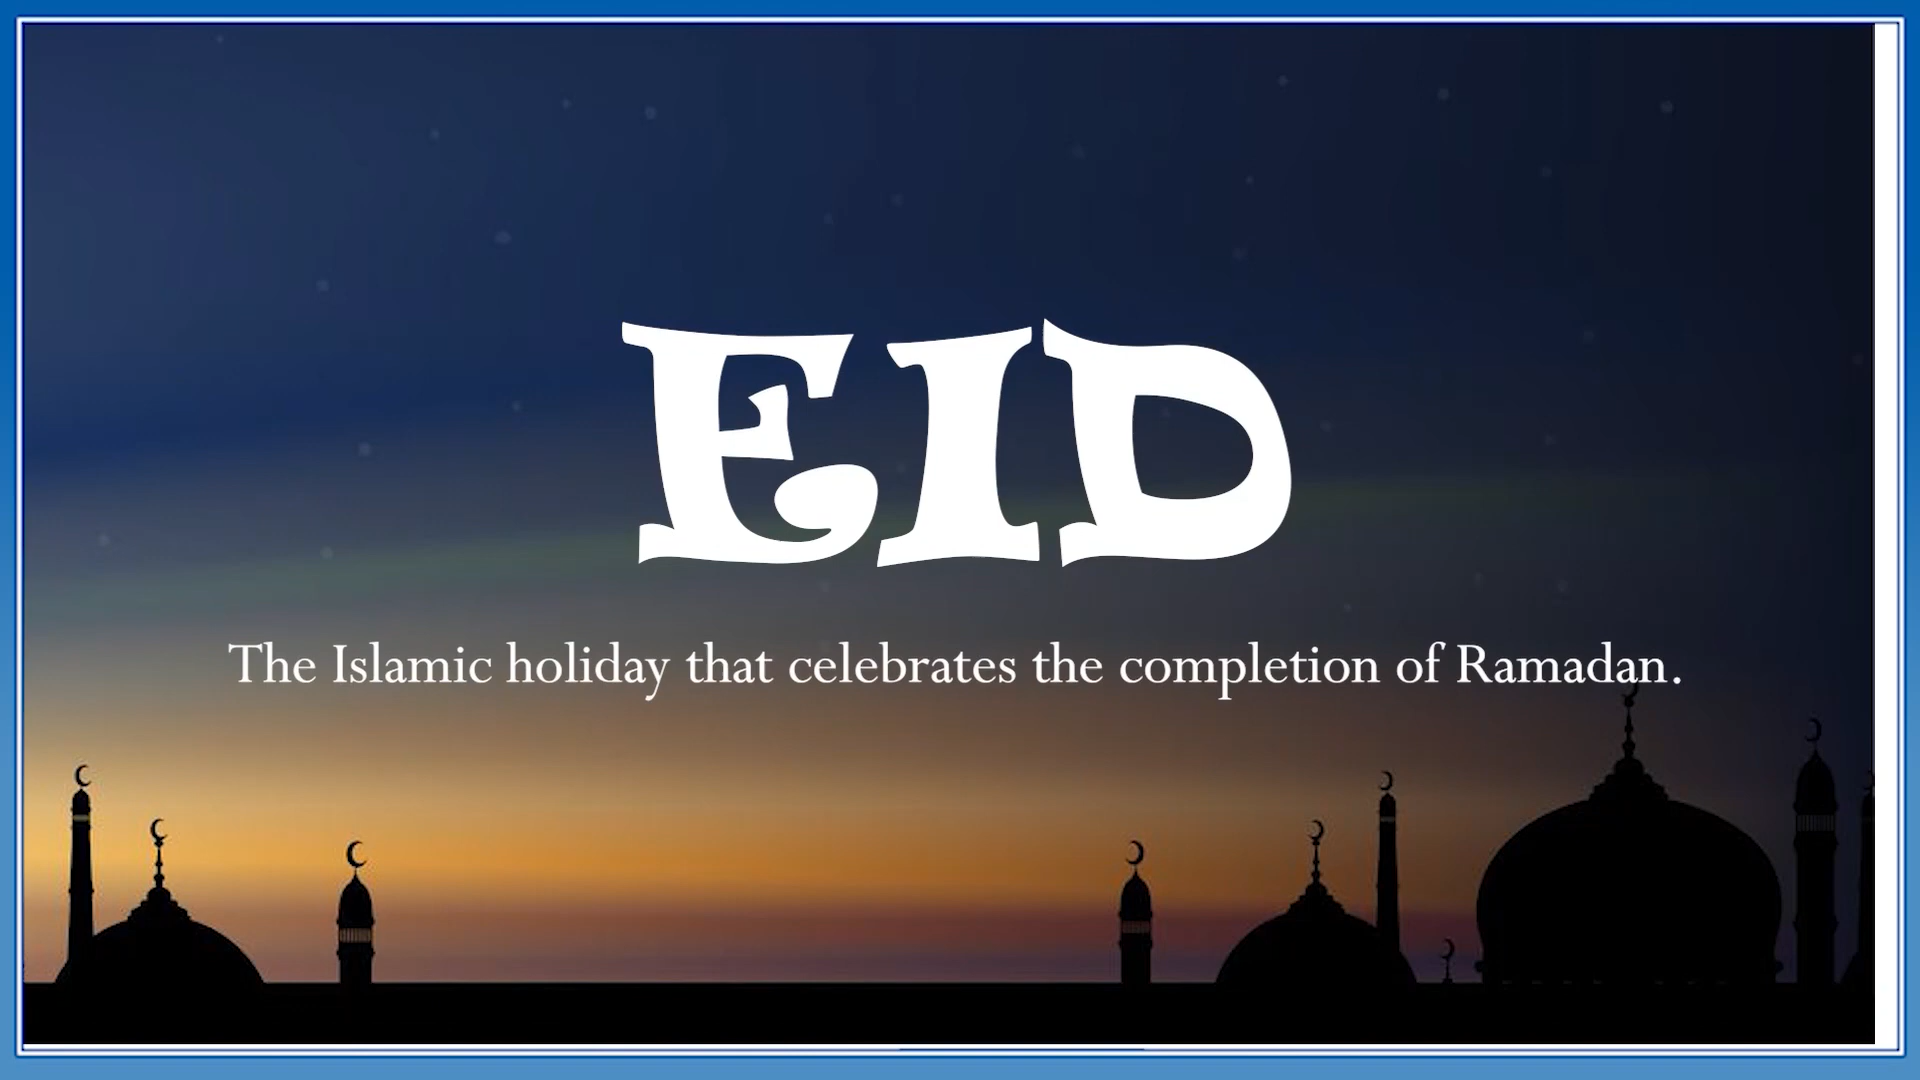 EID
The Islamic holiday that celebrates the completion of Ramadan.